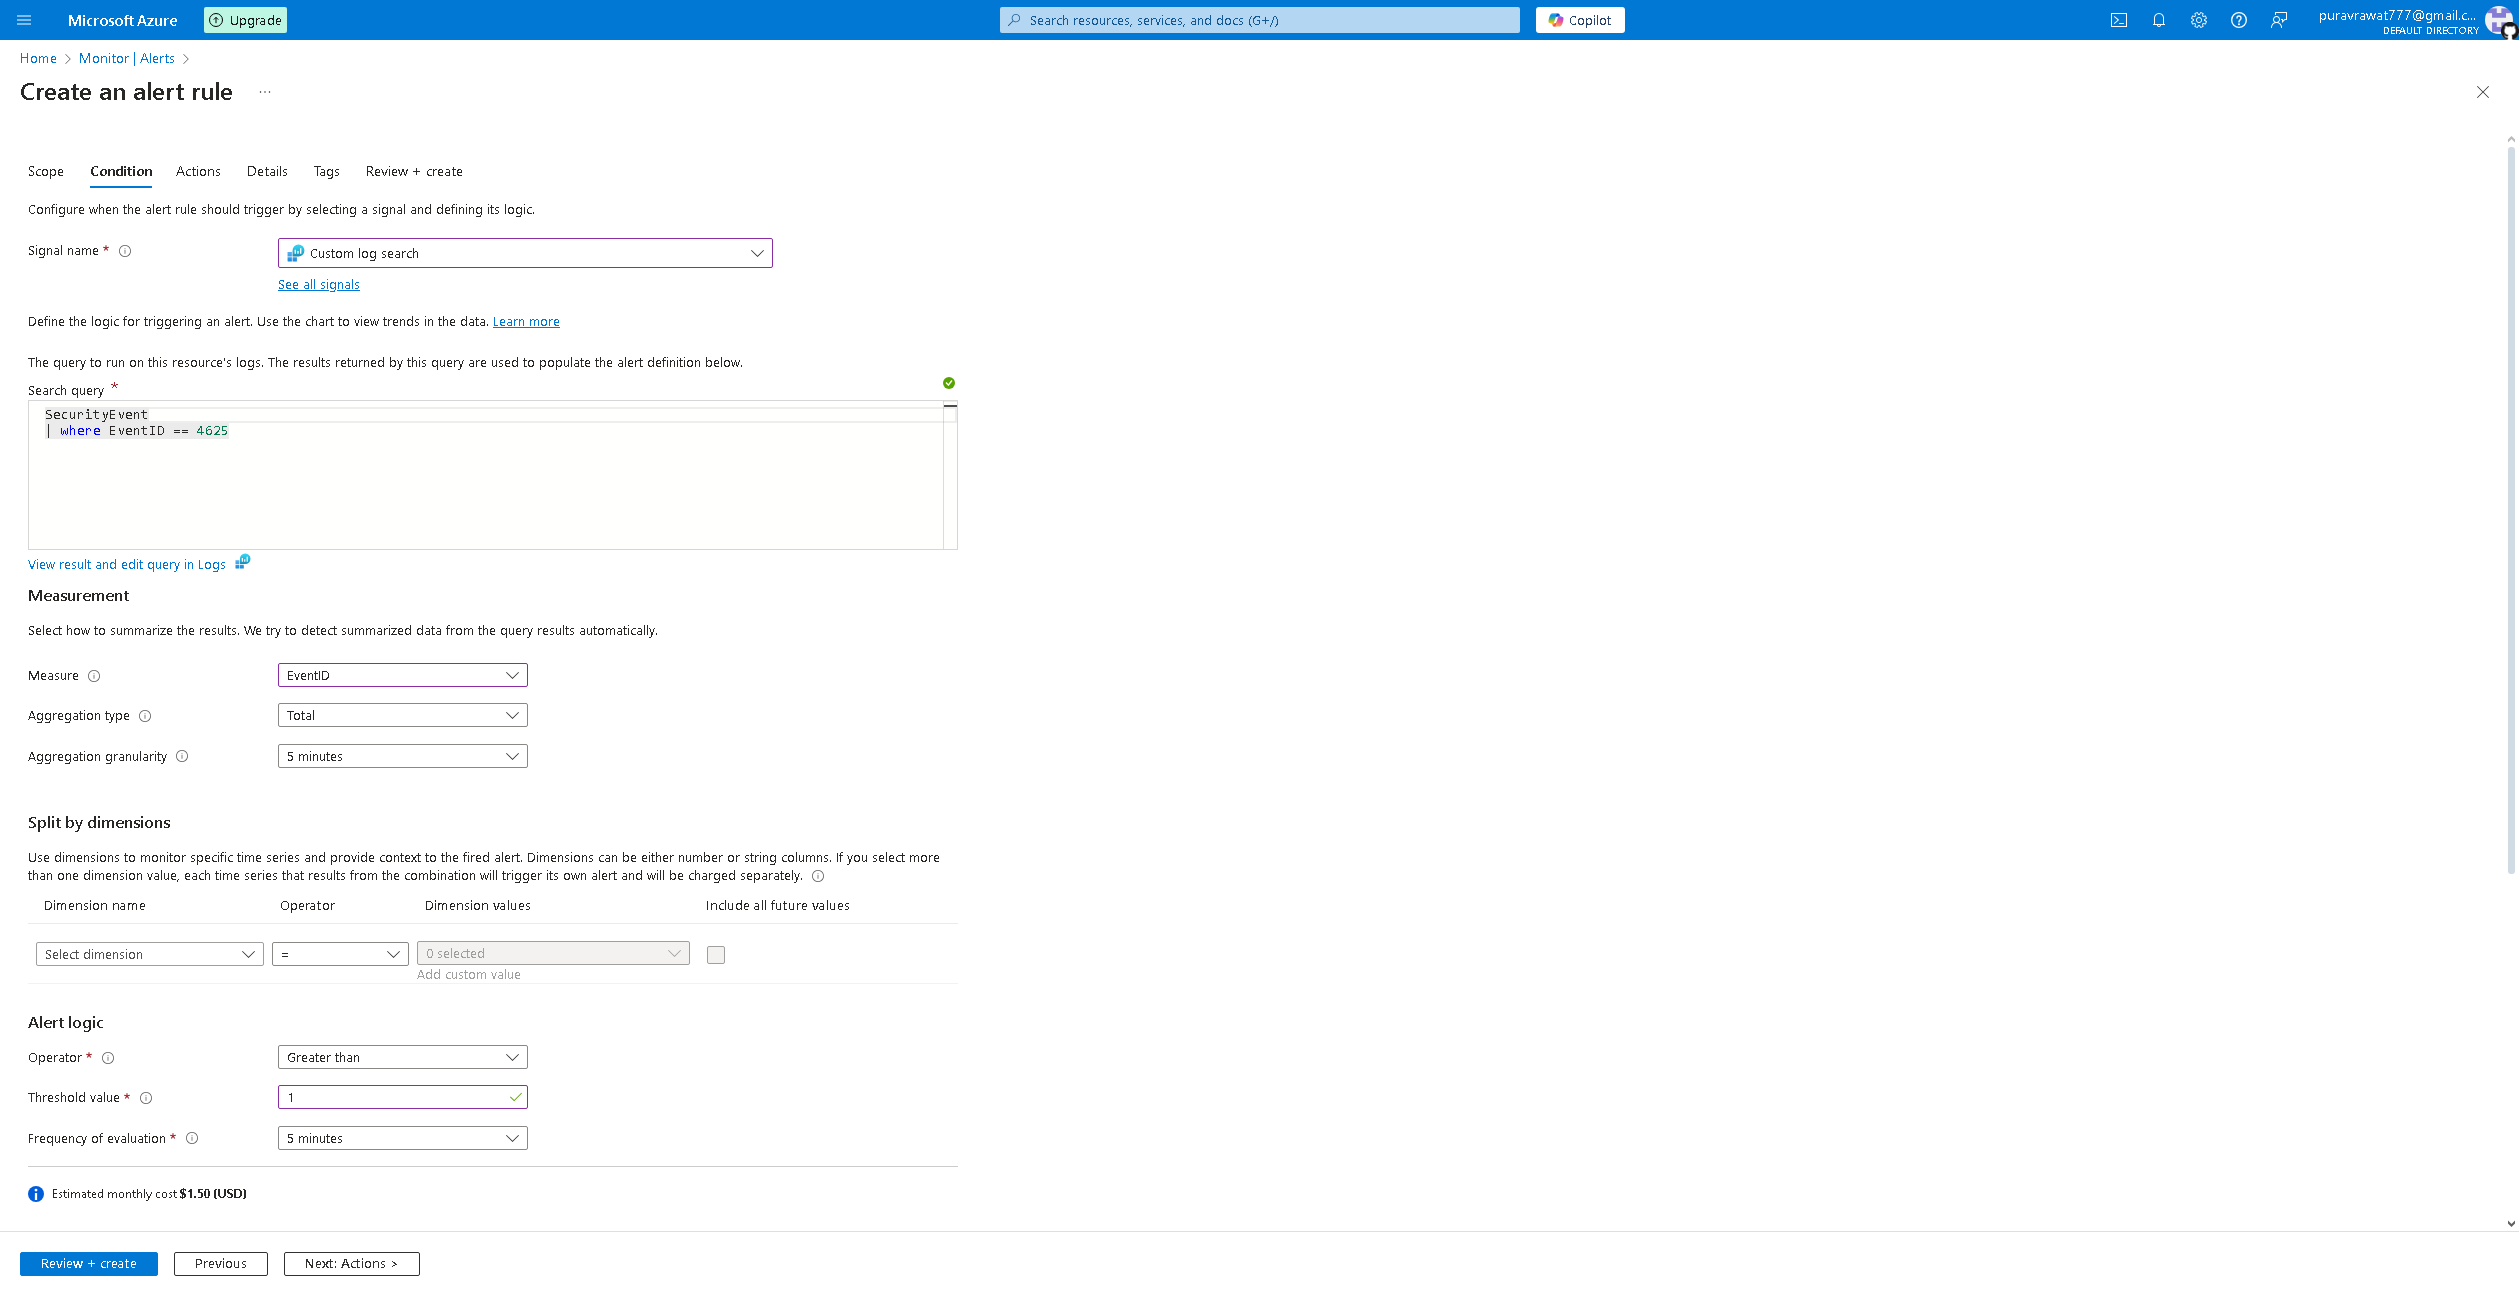 Microsoft Azure
Upgrade
Search resources, services, and docs (G+/)
Copilot
puravrawat777@gmail.c...
DEFAULT DIRECTORY
Home > Monitor | Alerts >
Create an alert rule ...
Scope
Condition
Actions
Details
Tags
Review + create
Configure when the alert rule should trigger by selecting a signal and defining its logic.
Signal name *
Custom log search
See all signals
Define the logic for triggering an alert. Use the chart to view trends in the data. Learn more
The query to run on this resource's logs. The results returned by this query are used to populate the alert definition below.
Search query *
SecurityEvent
| where EventID == 4625
View result and edit query in Logs
Measurement
Select how to summarize the results. We try to detect summarized data from the query results automatically.
Measure
EventID
Aggregation type
Total
Aggregation granularity
5 minutes
Split by dimensions
Use dimensions to monitor specific time series and provide context to the fired alert. Dimensions can be either number or string columns. If you select more
than one dimension value, each time series that results from the combination will trigger its own alert and will be charged separately.
Dimension name
Operator
Dimension values
Include all future values
Select dimension
=
0 selected
Add custom value
Alert logic
Operator *
Greater than
Threshold value *
1
Frequency of evaluation *
5 minutes
Estimated monthly cost $1.50 (USD)
Review + create
Previous
Next: Actions >